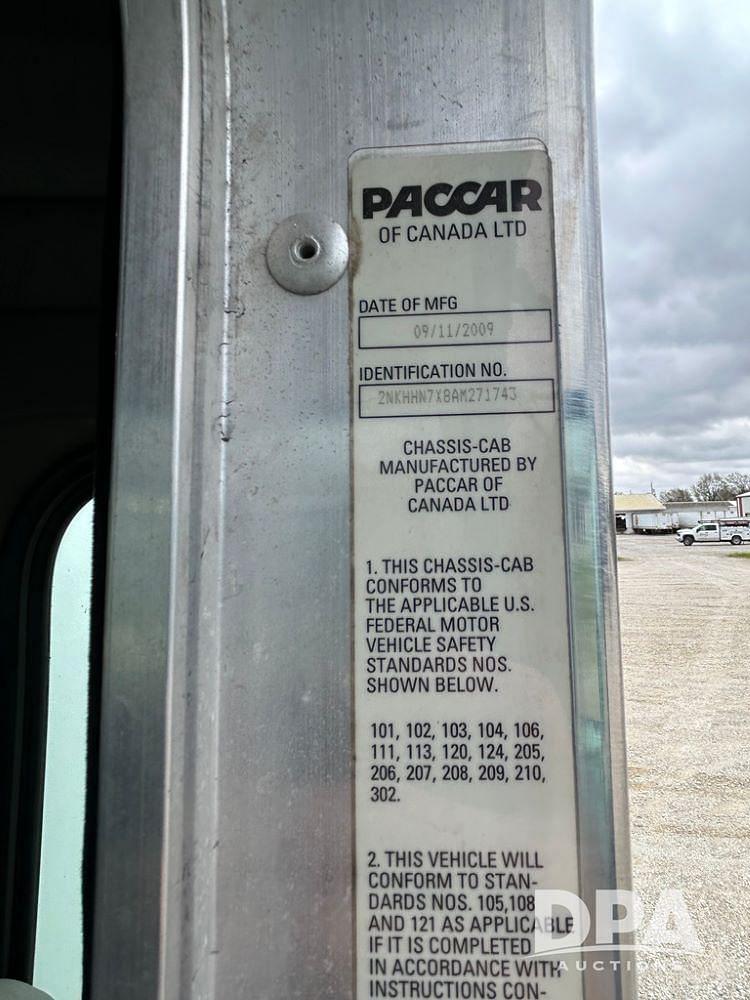 PACCAR
OF CANADA LTD
DATE OF MFG
09/11/2009
IDENTIFICATION NO.
2NKHHN7X8AM271743
CHASSIS-CAB
MANUFACTURED BY
PACCAR OF
CANADA LTD
1. THIS CHASSIS-CAB
CONFORMS TO
THE APPLICABLE U.S.
FEDERAL MOTOR
VEHICLE SAFETY
STANDARDS NOS.
SHOWN BELOW.
101, 102, 103, 104, 106,
111, 113, 120, 124, 205,
206, 207, 208, 209, 210,
302.
2. THIS VEHICLE WILL
CONFORM TO STAN-
DARDS NOS. 105,108
AND 121 AS APPLICABLE
IF IT IS COMPLETED
IN ACCORDANCE WITH
INSTRUCTIONS CON-
DPA
AUCTIONS